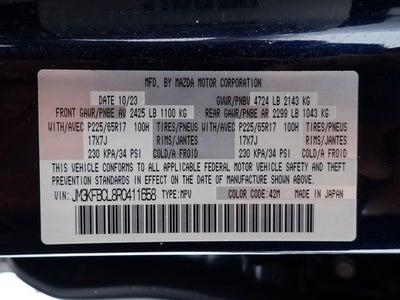 MFD. BY MAZDA MOTOR CORPORATION
DATE 10/23 GVWR/PNBV 4724 LB 2143 KG
FRONT GAWR/PNBE AV 2425 LB 1100 KG REAR GAWR/PNBE AR 2299 LB 1043 KG
WITH/AVEC P225/65R17 100H TIRES/PNEUS WITH/AVEC P225/65R17 100H TIRES/PNEUS
17X7J RIMS/JANTES 17X7J RIMS/JANTES
230 KPA/34 PSI COLD/A FROID 230 KPA/34 PSI COLD/A FROID
THIS VEHICLE CONFORMS TO ALL APPLICABLE FEDERAL MOTOR VEHICLE SAFETY AND THEFT
PREVENTION STANDARDS IN EFFECT ON THE DATE OF MANUFACTURE SHOWN ABOVE.
VIN: JM3KFBCL8R0411658 TYPE:MPV COLOR CODE:42M MADE IN JAPAN